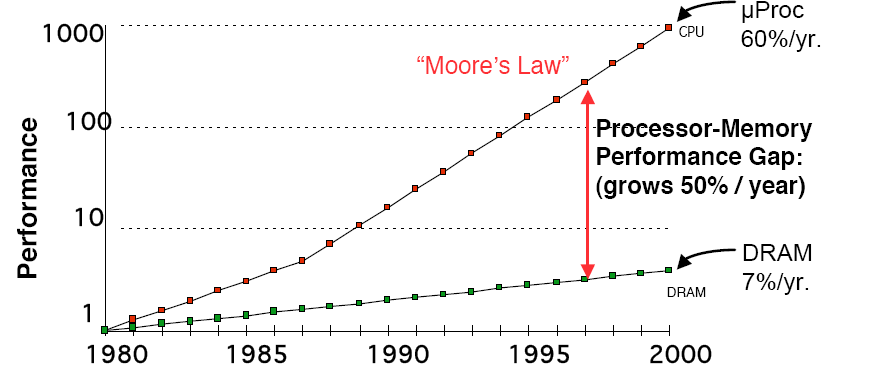 1000
100
10
1
Performance
1980
1985
1990
1995
2000
"Moore's Law"
CPU
µProc
60%/yr.
Processor-Memory
Performance Gap:
(grows 50% / year)
DRAM
DRAM
7%/yr.